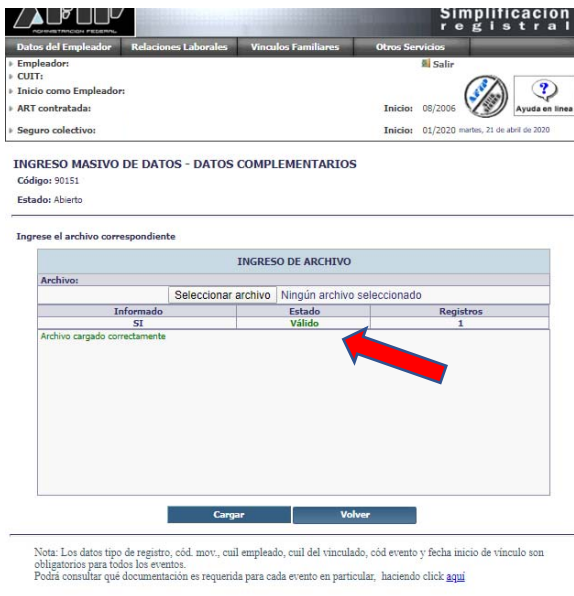 AFIP
ADMINISTRACION FEDERAL
Simplificación
registral
Datos del Empleador Relaciones Laborales Vínculos Familiares Otros Servicios
Empleador: Salir
CUIT:
Inicio como Empleador:
ART contratada: Inicio: 08/2006 Ayuda en línea
Seguro colectivo: Inicio: 01/2020 martes, 21 de abril de 2020
INGRESO MASIVO DE DATOS - DATOS COMPLEMENTARIOS
Código: 90151
Estado: Abierto
Ingrese el archivo correspondiente
INGRESO DE ARCHIVO
Archivo:
Seleccionar archivo Ningún archivo seleccionado
Informado Estado Registros
SI Válido 1
Archivo cargado correctamente
Cargar Volver
Nota: Los datos tipo de registro, cód. mov., cuil empleado, cuil del vinculado, cód evento y fecha inicio de vínculo son
obligatorios para todos los eventos.
Podrá consultar qué documentación es requerida para cada evento en particular, haciendo click aquí